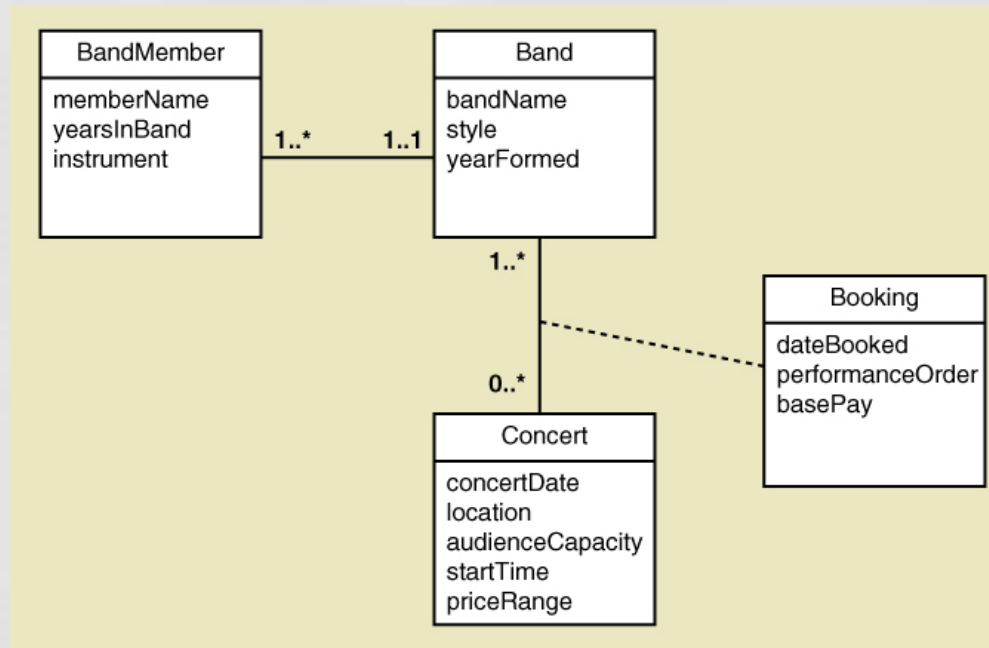 BandMember
memberName
yearsInBand
instrument
1..*
1..1
Band
bandName
style
yearFormed
1..*
0..*
Booking
dateBooked
performanceOrder
basePay
Concert
concertDate
location
audienceCapacity
startTime
priceRange